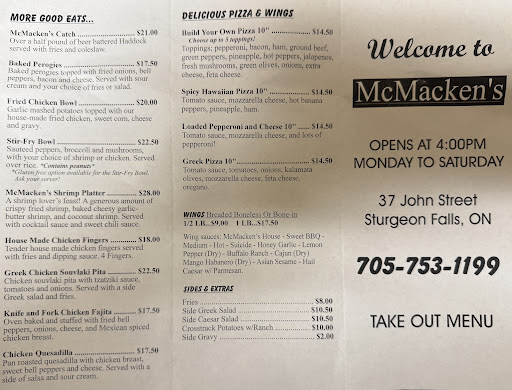 MORE GOOD EATS...
McMacken's Catch .................... $21.00
Over a half pound of beer battered Haddock
served with fries and coleslaw.
Baked Perogies ...................... $17.50
Baked perogies topped with fried onions, bell
peppers, bacon and cheese. Served with sour
cream and your choice of fries or salad.
Fried Chicken Bowl .................. $20.00
Garlic mashed potatoes topped with our
house-made fried chicken, sweet corn, cheese
and gravy.
Stir-Fry Bowl ....................... $22.50
Sauteed peppers, broccoli and mushrooms,
with your choice of shrimp or chicken. Served
over rice. *Contains peanuts*
*Gluten free option available for the Stir-Fry Bowl.
Ask your server!
McMacken's Shrimp Platter ........... $28.00
A shrimp lover's feast! A generous amount of
crispy fried shrimp, baked cheesy garlic-
butter shrimp, and coconut shrimp. Served
with cocktail sauce and sweet chili sauce.
House Made Chicken Fingers .......... $18.00
Tender house made chicken fingers served
with fries and dipping sauce. 4 Fingers.
Greek Chicken Souvlaki Pita ......... $22.50
Chicken souvlaki pita with tzatziki sauce,
tomatoes and onions. Served with a side
Greek salad and fries.
Knife and Fork Chicken Fajita ....... $17.50
Oven baked and stuffed with fried bell
peppers, onions, cheese, and Mexican spiced
chicken breast.
Chicken Quesadilla .................. $17.50
Pan roasted quesadilla with chicken breast,
sweet bell peppers and cheese. Served with a
side of salsa and sour cream.
DELICIOUS PIZZA & WINGS
Build Your Own Pizza 10" ............ $14.50
Choose up to 3 toppings!
Toppings; pepperoni, bacon, ham, ground beef,
green peppers, pineapple, hot peppers, jalapenos,
fresh mushrooms, green olives, onions, extra
cheese, feta cheese.
Spicy Hawaiian Pizza 10" ............ $14.50
Tomato sauce, mozzarella cheese, hot banana
peppers, pineapple, ham.
Loaded Pepperoni and Cheese 10" ..... $14.50
Tomato sauce, mozzarella cheese, and lots of
pepperoni!
Greek Pizza 10" ..................... $14.50
Tomato sauce, tomatoes, onions, kalamata
olives, mozzarella cheese, feta cheese,
oregano.
WINGS Breaded Boneless Or Bone-in
1/2 LB...$9.00 1 LB...$17.50
Wing sauces: McMacken's House - Sweet BBQ -
Medium - Hot - Suicide - Honey Garlic - Lemon
Pepper (Dry) - Buffalo Ranch - Cajun (Dry)
Mango Habanero (Dry) - Asian Sesame - Hail
Caesar w/ Parmesan.
SIDES & EXTRAS
Fries ............................... $8.00
Side Greek Salad .................... $10.50
Side Caesar Salad ................... $10.50
Crosstrack Potatoes w/Ranch ......... $10.00
Side Gravy .......................... $2.00
Welcome to
McMacken's
OPENS AT 4:00PM
MONDAY TO SATURDAY
37 John Street
Sturgeon Falls, ON
705-753-1199
TAKE OUT MENU